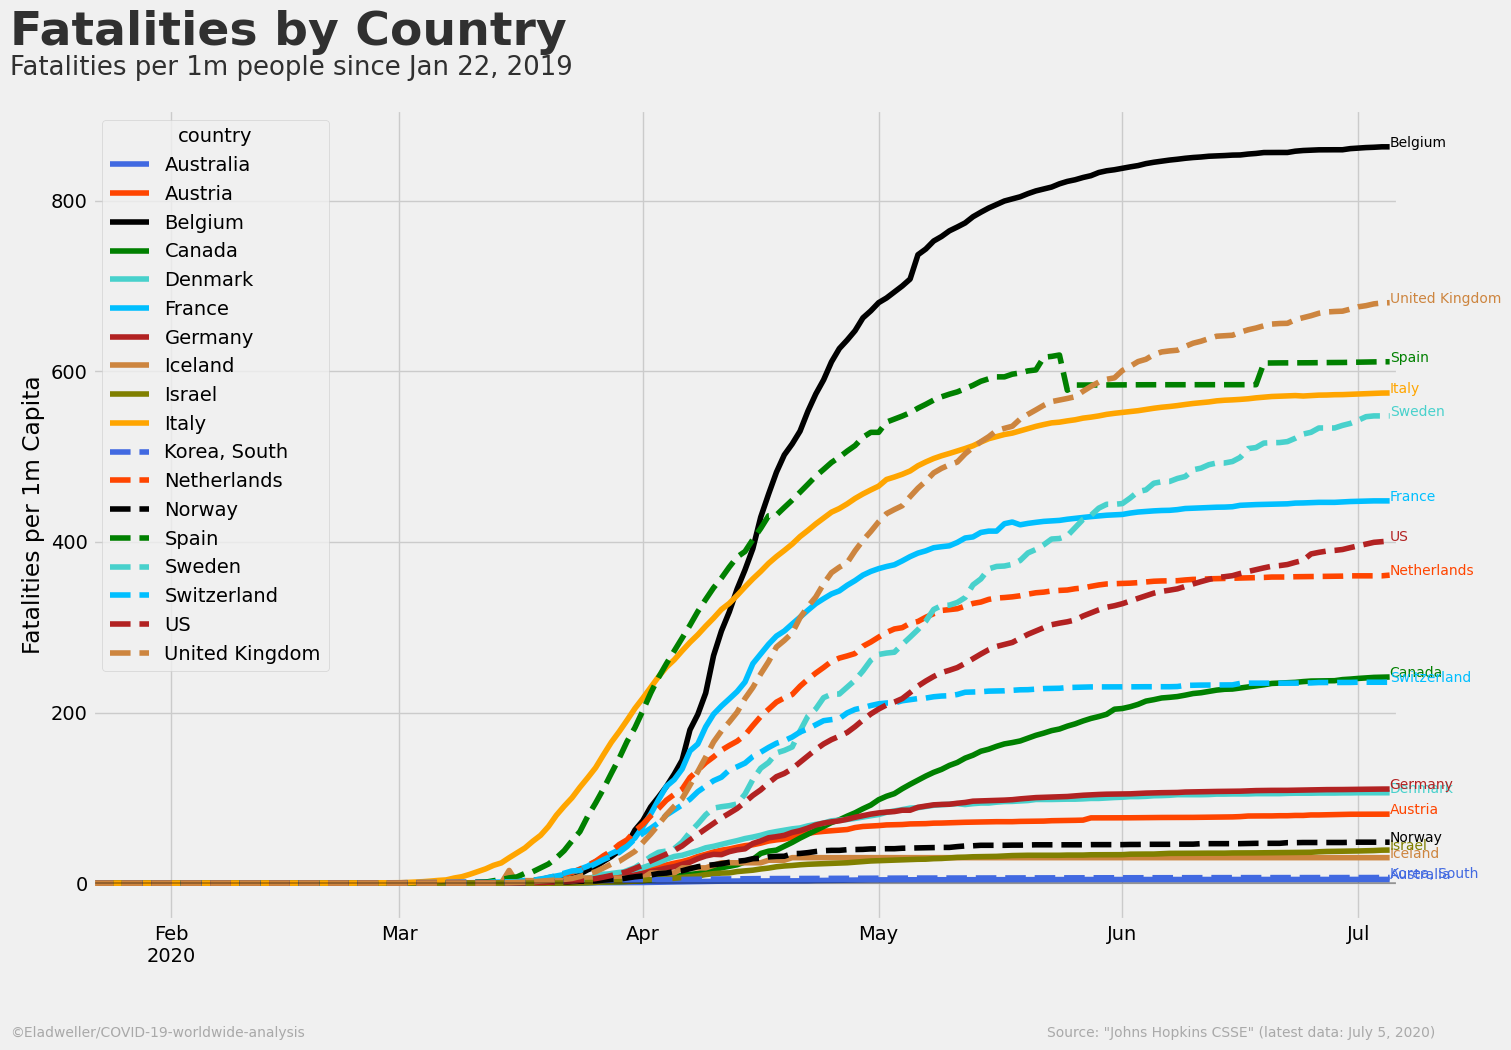 Fatalities by Country
Fatalities per 1m people since Jan 22, 2019
country
Australia
Austria
Belgium
Canada
Denmark
France
Germany
Iceland
Israel
Italy
Korea, South
Netherlands
Norway
Spain
Sweden
Switzerland
US
United Kingdom
Fatalities per 1m Capita
800
600
400
200
0
Belgium
United Kingdom
Spain
Italy
Sweden
France
US
Netherlands
Canada
Switzerland
Germany
Denmark
Austria
Norway
Israel
Iceland
Korea, South
Australia
Feb Mar Apr May Jun Jul
2020
©Eladweller/COVID-19-worldwide-analysis
Source: "Johns Hopkins CSSE" (latest data: July 5, 2020)